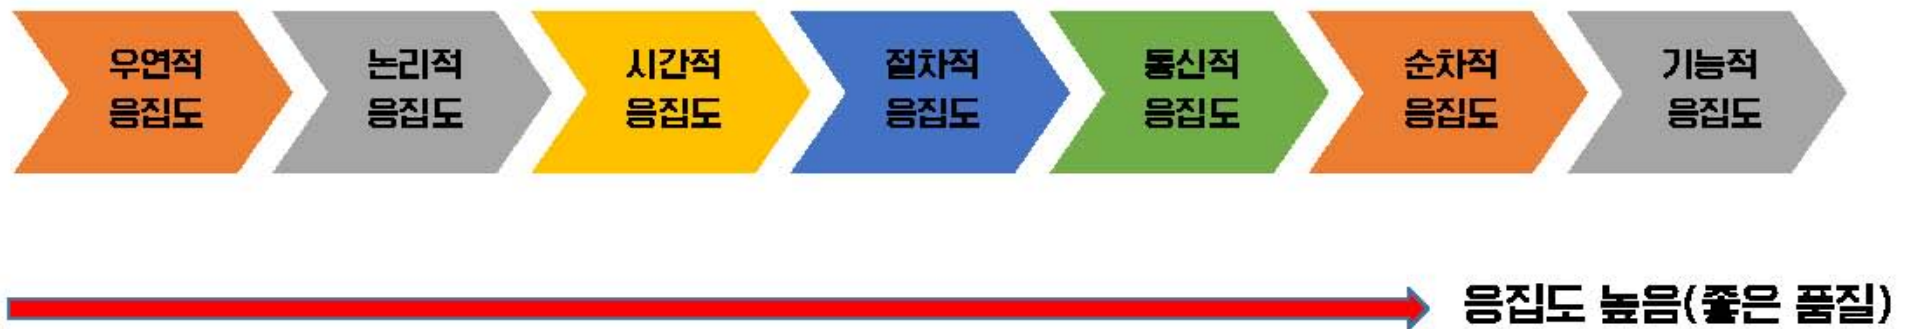 우연적
응집도
논리적
응집도
시간적
응집도
절차적
응집도
통신적
응집도
순차적
응집도
기능적
응집도
응집도 높음(좋은 품질)